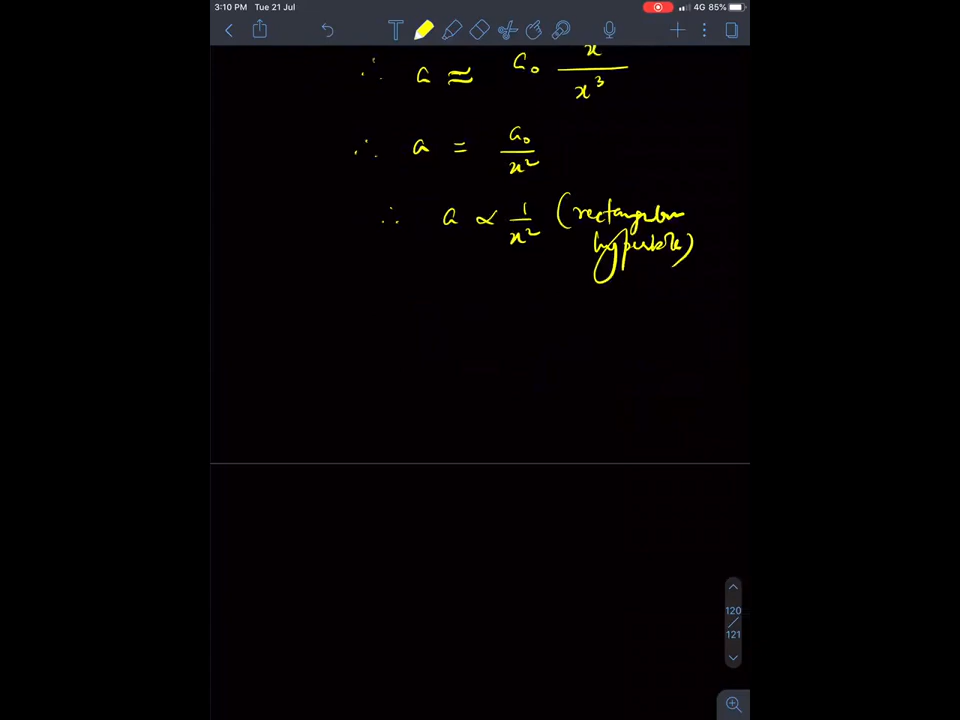 3:10 PM Tue 21 Jul 4G 85%
T
∴ a ≈ a₀ x/x³
∴ a = a₀/x²
∴ a ∝ 1/x² (rectangular
hyperbola)
120
/
121